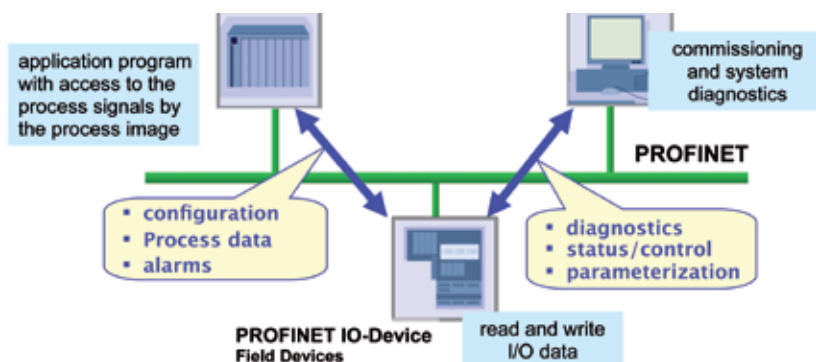 application program
with access to the
process signals by
the process image
commissioning
and system
diagnostics
PROFINET
▪ configuration
▪ Process data
▪ alarms
▪ diagnostics
▪ status/control
▪ parameterization
PROFINET IO-Device
Field Devices
read and write
I/O data